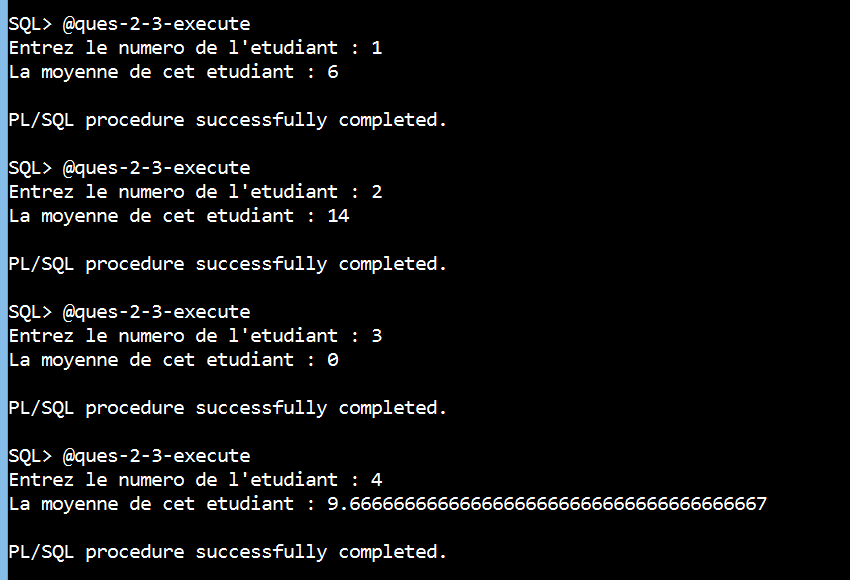 SQL> @ques-2-3-execute
Entrez le numero de l'etudiant : 1
La moyenne de cet etudiant : 6
PL/SQL procedure successfully completed.
SQL> @ques-2-3-execute
Entrez le numero de l'etudiant : 2
La moyenne de cet etudiant : 14
PL/SQL procedure successfully completed.
SQL> @ques-2-3-execute
Entrez le numero de l'etudiant : 3
La moyenne de cet etudiant : 0
PL/SQL procedure successfully completed.
SQL> @ques-2-3-execute
Entrez le numero de l'etudiant : 4
La moyenne de cet etudiant : 9.66666666666666666666666666666666666667
PL/SQL procedure successfully completed.